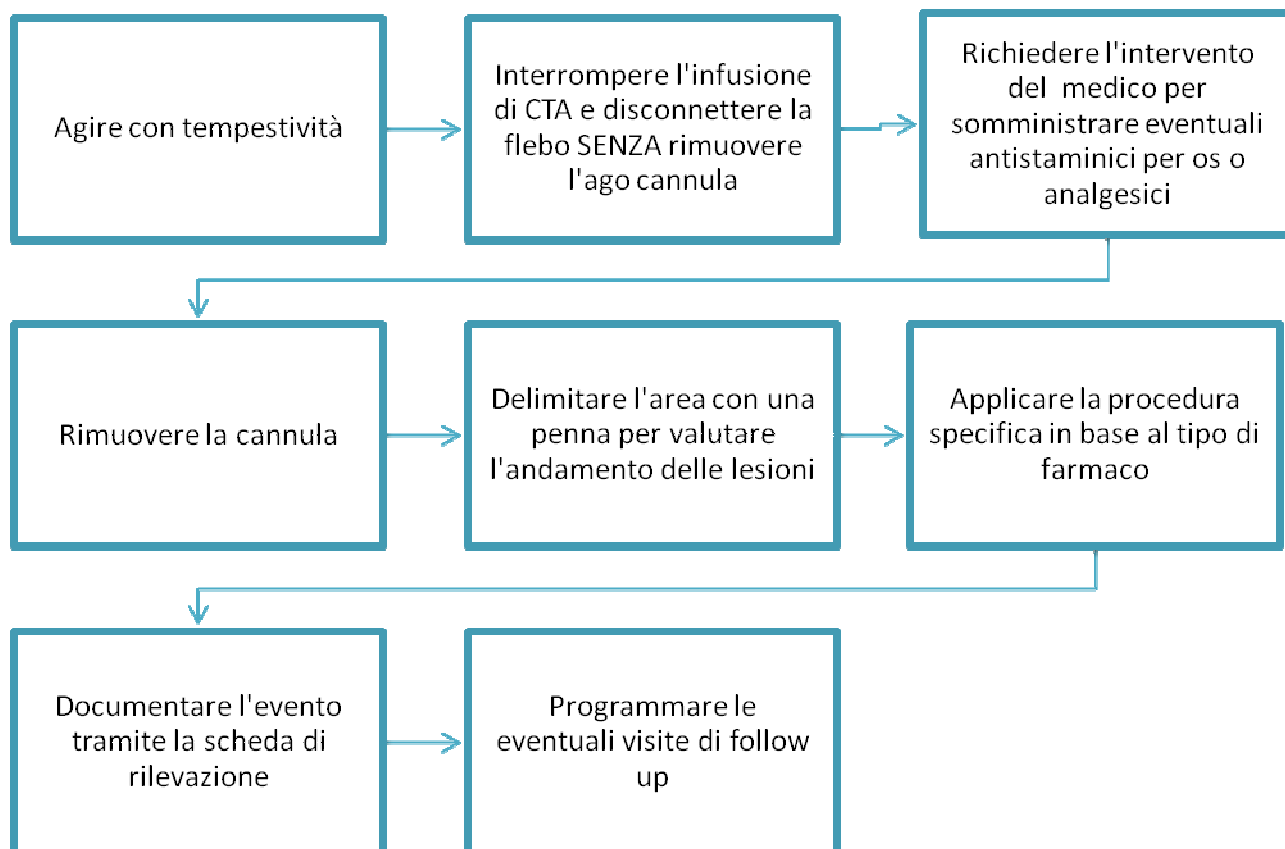 Agire con tempestività
Interrompere l'infusione
di CTA e disconnettere la
flebo SENZA rimuovere
l'ago cannula
Richiedere l'intervento
del medico per
somministrare eventuali
antistaminici per os o
analgesici
Rimuovere la cannula
Delimitare l'area con una
penna per valutare
l'andamento delle lesioni
Applicare la procedura
specifica in base al tipo di
farmaco
Documentare l'evento
tramite la scheda di
rilevazione
Programmare le
eventuali visite di follow
up